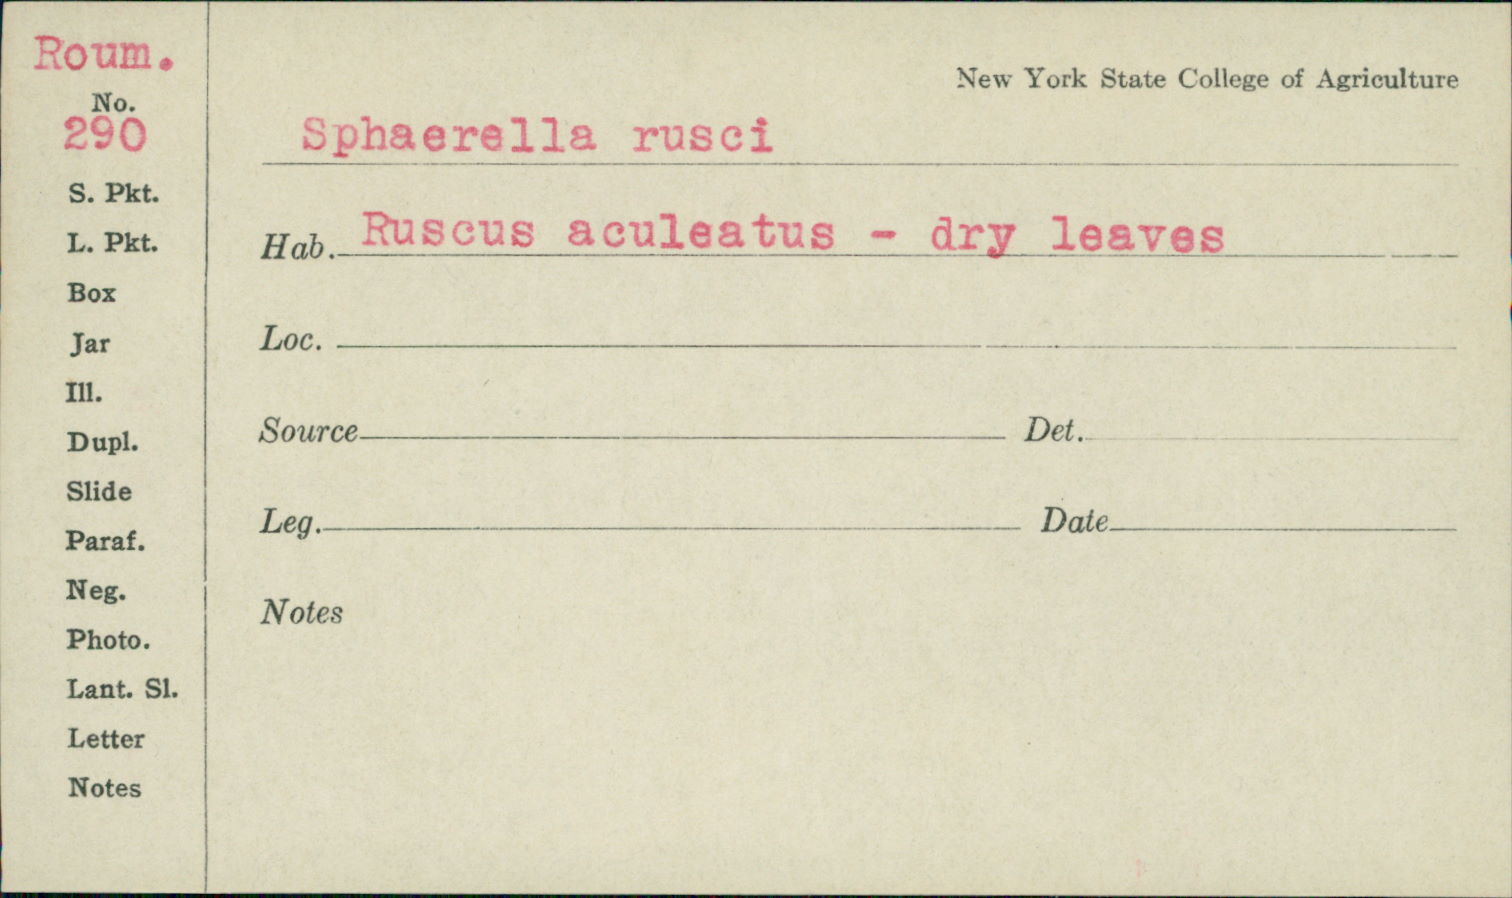 Roum.
No.
290
S. Pkt.
L. Pkt.
Box
Jar
Ill.
Dupl.
Slide
Paraf.
Neg.
Photo.
Lant. Sl.
Letter
Notes
New York State College of Agriculture
Sphaerella rusci
Hab. Ruscus aculeatus - dry leaves
Loc.
Source Det.
Leg. Date
Notes